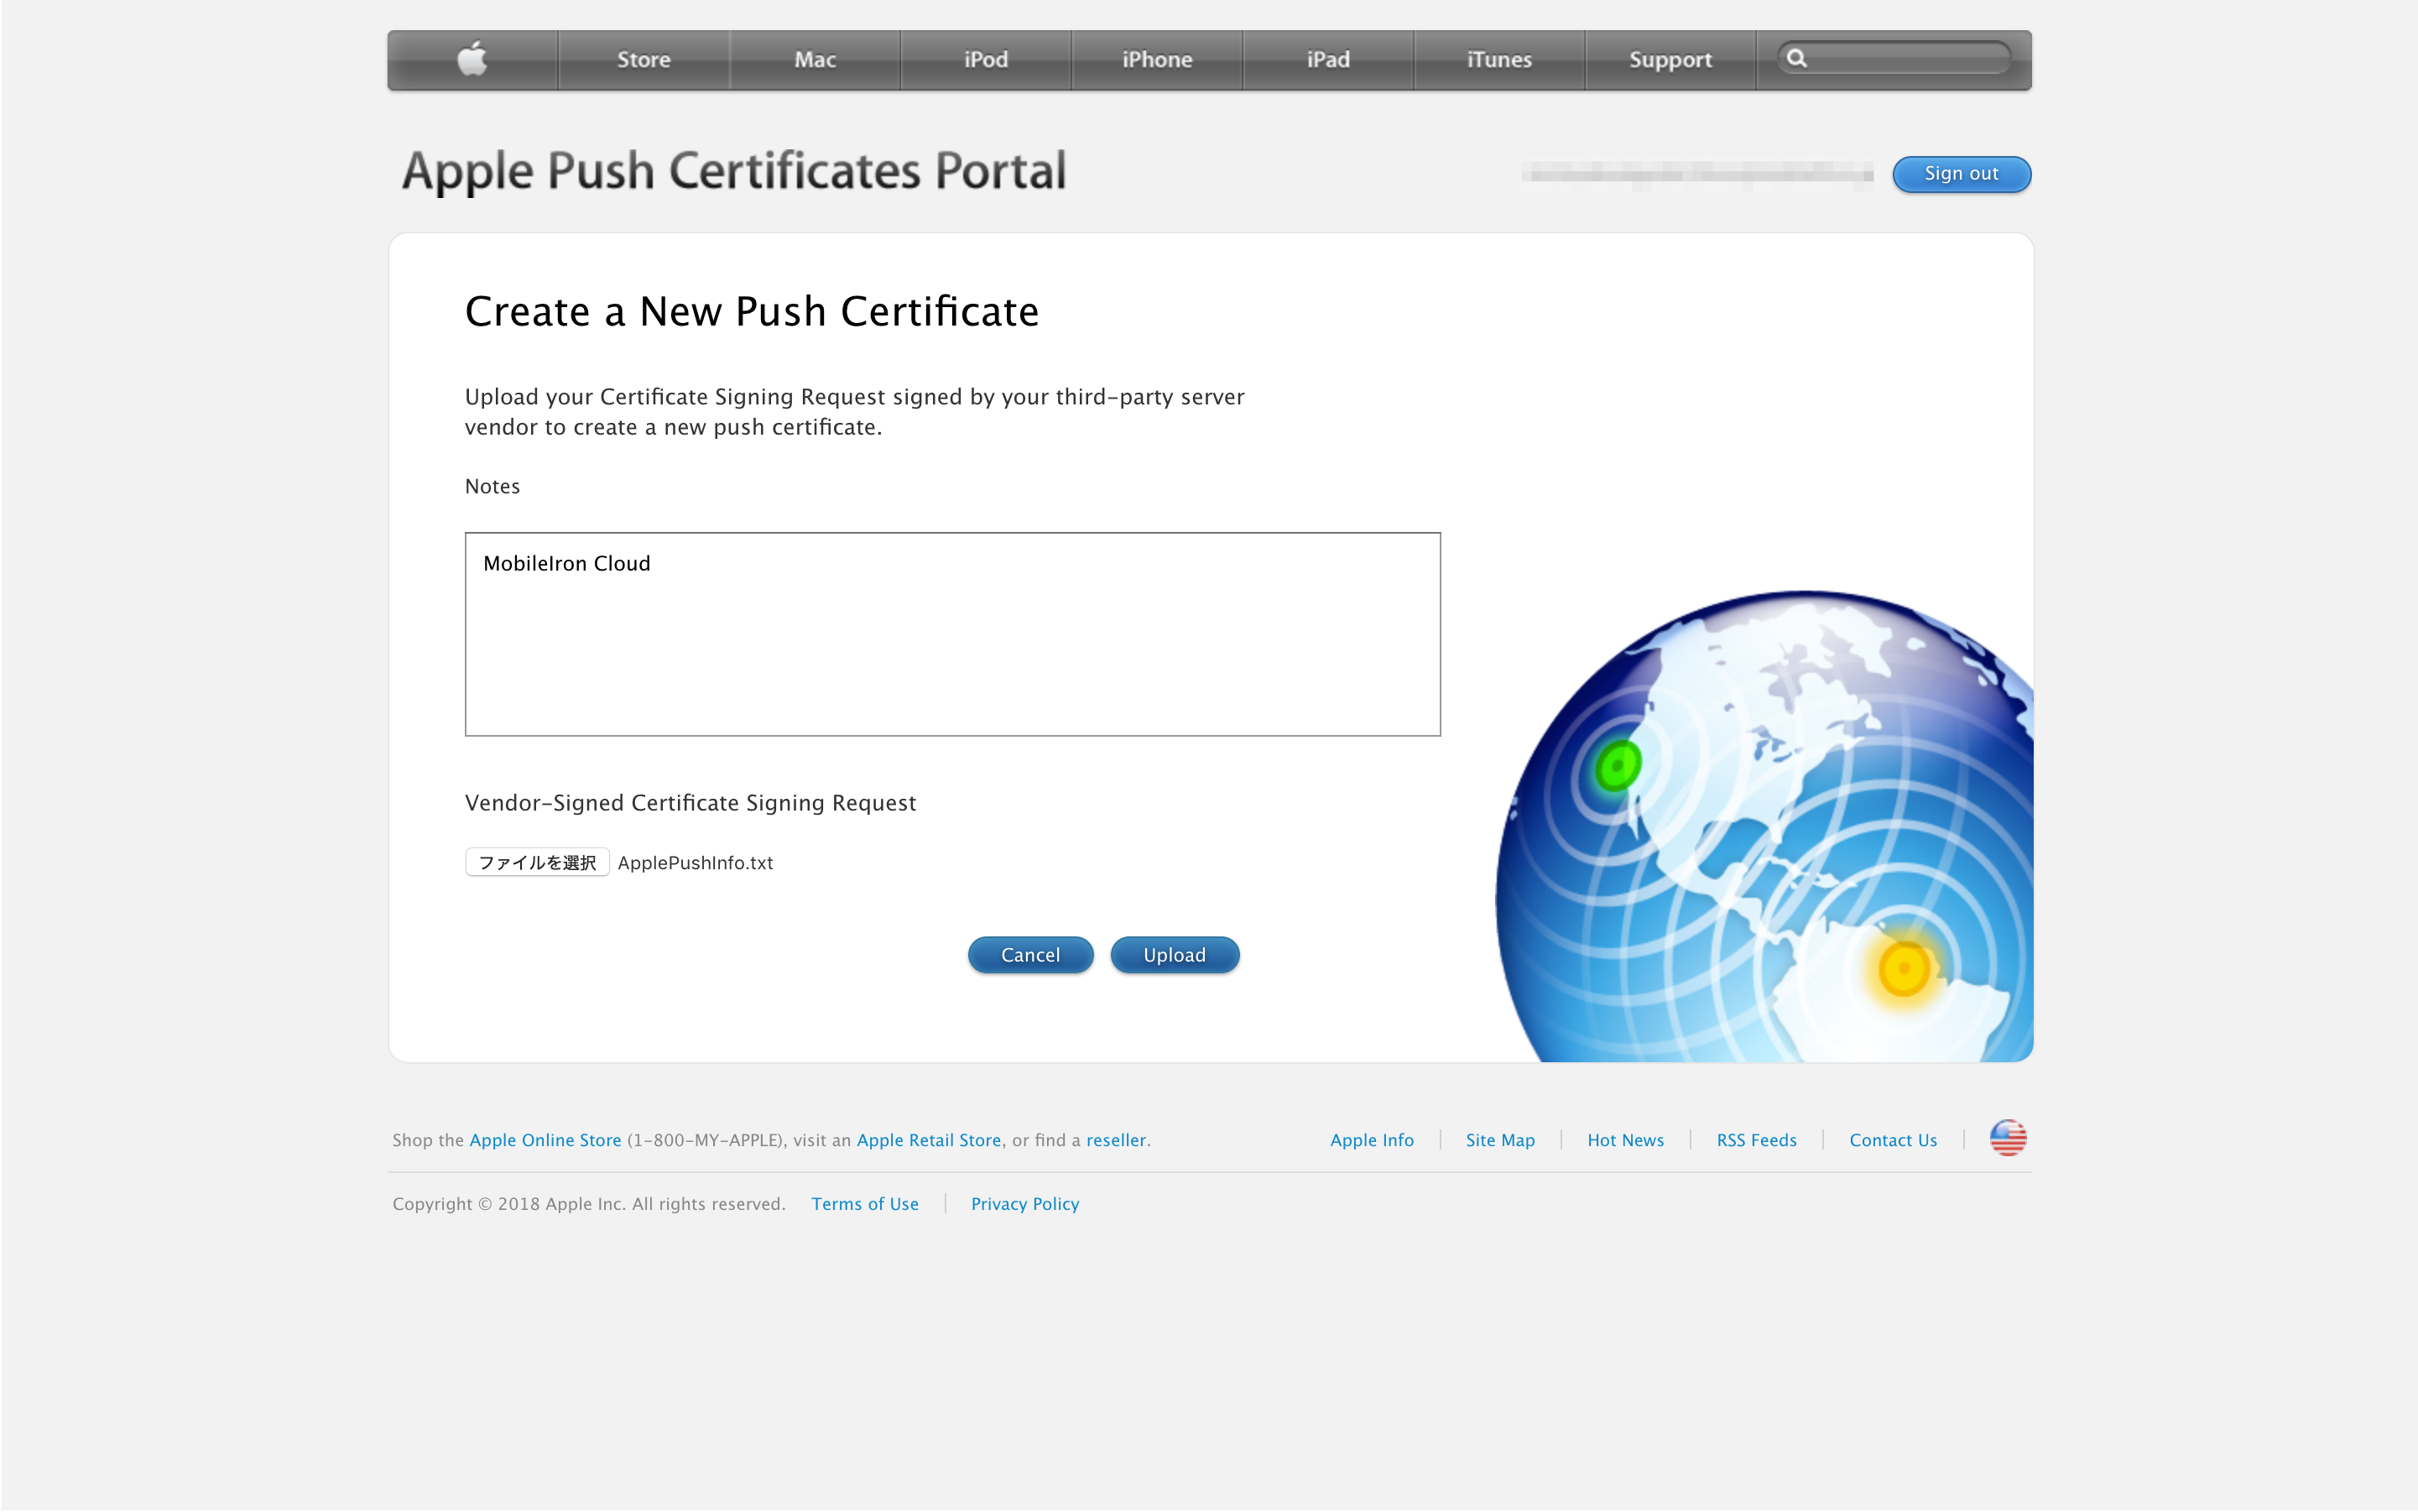 Store Mac iPod iPhone iPad iTunes Support
Apple Push Certificates Portal
Sign out
Create a New Push Certificate
Upload your Certificate Signing Request signed by your third-party server
vendor to create a new push certificate.
Notes
MobileIron Cloud
Vendor-Signed Certificate Signing Request
ファイルを選択 ApplePushInfo.txt
Cancel Upload
Shop the Apple Online Store (1-800-MY-APPLE), visit an Apple Retail Store, or find a reseller.
Apple Info Site Map Hot News RSS Feeds Contact Us
Copyright © 2018 Apple Inc. All rights reserved. Terms of Use Privacy Policy